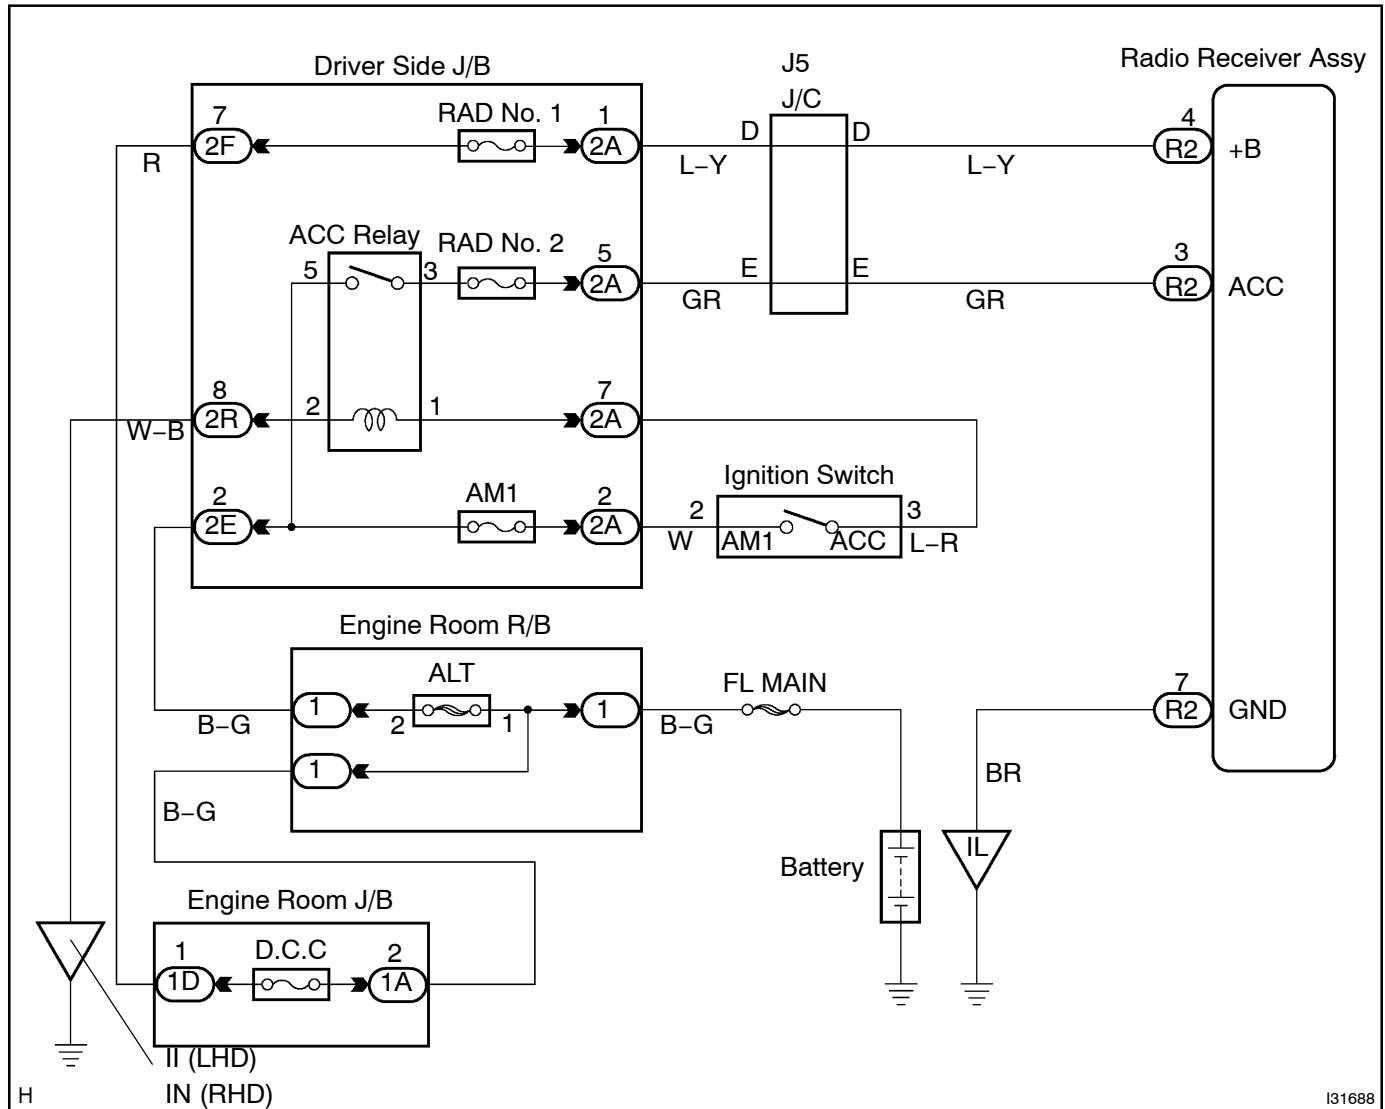 Driver Side J/B
J5
J/C
Radio Receiver Assy
7
2F
RAD No. 1
1
2A
D
D
4
R2
+B
R
L-Y
L-Y
ACC Relay
RAD No. 2
5
3
5
2A
E
E
3
R2
ACC
GR
GR
8
2R
2
1
7
2A
W-B
Ignition Switch
2
2E
AM1
2
2A
2
3
W
AM1
ACC
L-R
Engine Room R/B
ALT
FL MAIN
7
R2
GND
1
2
1
1
B-G
B-G
1
BR
B-G
Battery
IL
Engine Room J/B
1
1D
D.C.C
2
1A
II (LHD)
IN (RHD)
H
I31688